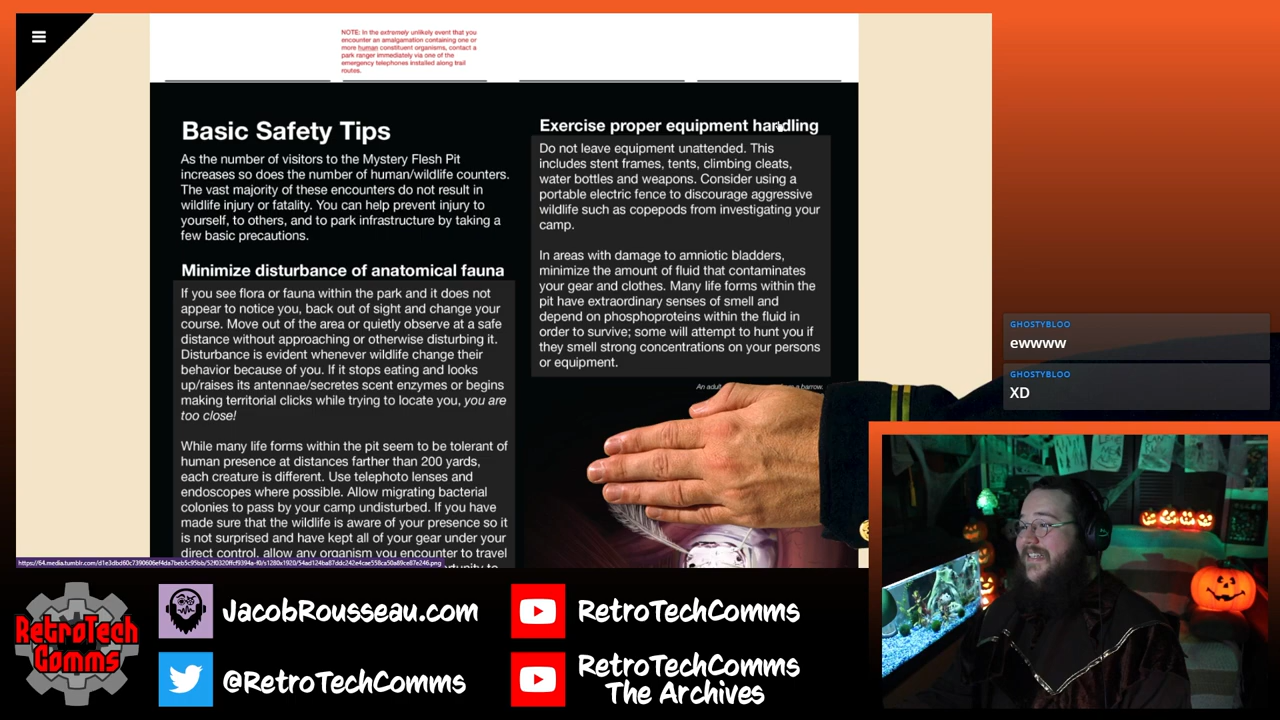 NOTE: In the extremely unlikely event that you
encounter an amalgamation containing one or
more human constituent organisms, contact a
park ranger immediately via one of the
emergency telephones installed along trail
routes.
Basic Safety Tips
As the number of visitors to the Mystery Flesh Pit
increases so does the number of human/wildlife counters.
The vast majority of these encounters do not result in
wildlife injury or fatality. You can help prevent injury to
yourself, to others, and to park infrastructure by taking a
few basic precautions.
Minimize disturbance of anatomical fauna
If you see flora or fauna within the park and it does not
appear to notice you, back out of sight and change your
course. Move out of the area or quietly observe at a safe
distance without approaching or otherwise disturbing it.
Disturbance is evident whenever wildlife change their
behavior because of you. If it stops eating and looks
up/raises its antennae/secretes scent enzymes or begins
making territorial clicks while trying to locate you, you are
too close!
While many life forms within the pit seem to be tolerant of
human presence at distances farther than 200 yards,
each creature is different. Use telephoto lenses and
endoscopes where possible. Allow migrating bacterial
colonies to pass by your camp undisturbed. If you have
made sure that the wildlife is aware of your presence so it
is not surprised and have kept all of your gear under your
direct control, allow any organism you encounter to travel
Exercise proper equipment handling
Do not leave equipment unattended. This
includes stent frames, tents, climbing cleats,
water bottles and weapons. Consider using a
portable electric fence to discourage aggressive
wildlife such as copepods from investigating your
camp.
In areas with damage to amniotic bladders,
minimize the amount of fluid that contaminates
your gear and clothes. Many life forms within the
pit have extraordinary senses of smell and
depend on phosphoproteins within the fluid in
order to survive; some will attempt to hunt you if
they smell strong concentrations on your persons
or equipment.
An adult a barrow.
GHOSTYBLOO
ewwww
GHOSTYBLOO
XD
RetroTech
Comms
JacobRousseau.com
@RetroTechComms
RetroTechComms
RetroTechComms
The Archives